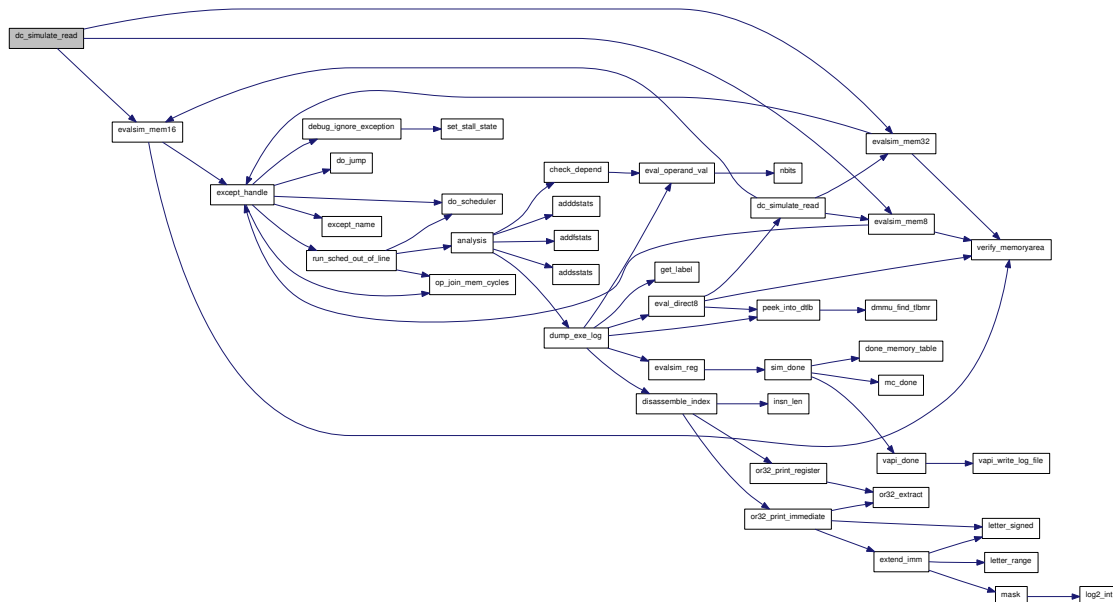 dc_simulate_read
evalsim_mem16
debug_ignore_exception
set_stall_state
evalsim_mem32
do_jump
check_depend
eval_operand_val
nbits
except_handle
do_scheduler
adddstats
dc_simulate_read
except_name
evalsim_mem8
analysis
addfstats
verify_memoryarea
run_sched_out_of_line
addsstats
get_label
op_join_mem_cycles
eval_direct8
peek_into_dtlb
dmmu_find_tlbmr
dump_exe_log
done_memory_table
evalsim_reg
sim_done
mc_done
disassemble_index
insn_len
vapi_done
vapi_write_log_file
or32_print_register
or32_extract
or32_print_immediate
letter_signed
extend_imm
letter_range
mask
log2_int